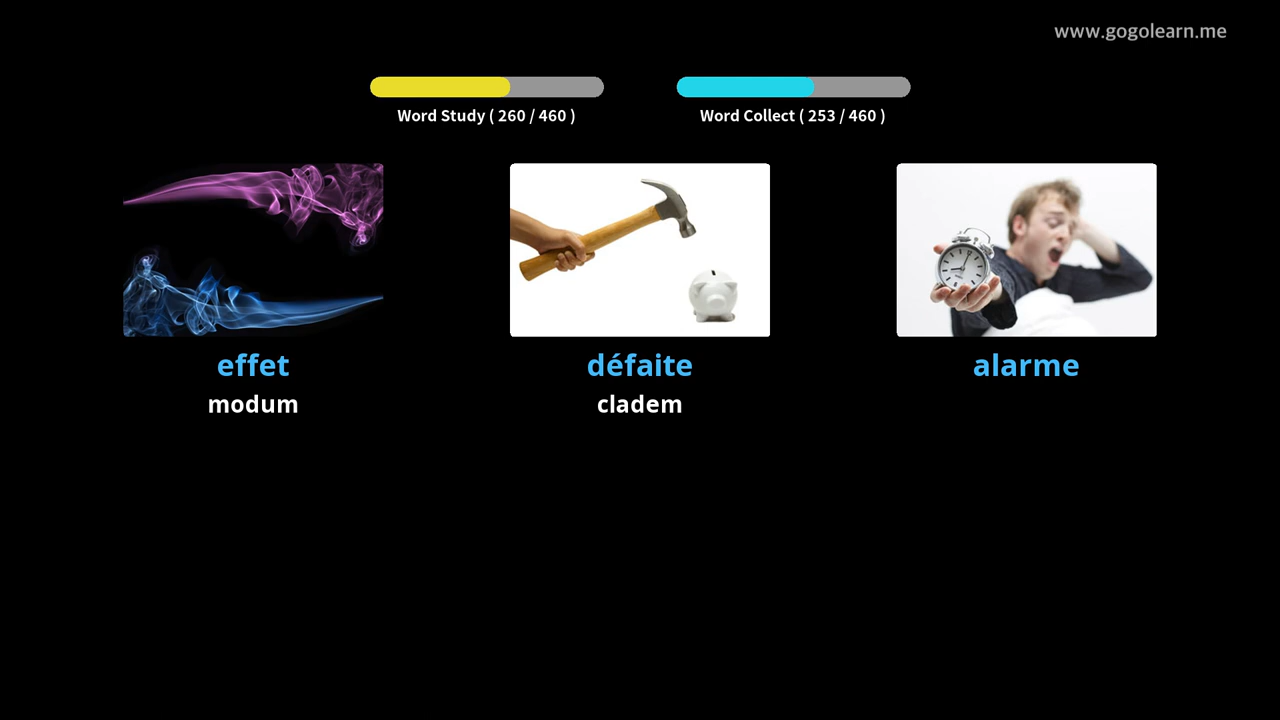 www.gogolearn.me
Word Study ( 260 / 460 )
Word Collect ( 253 / 460 )
effet
modum
défaite
cladem
alarme